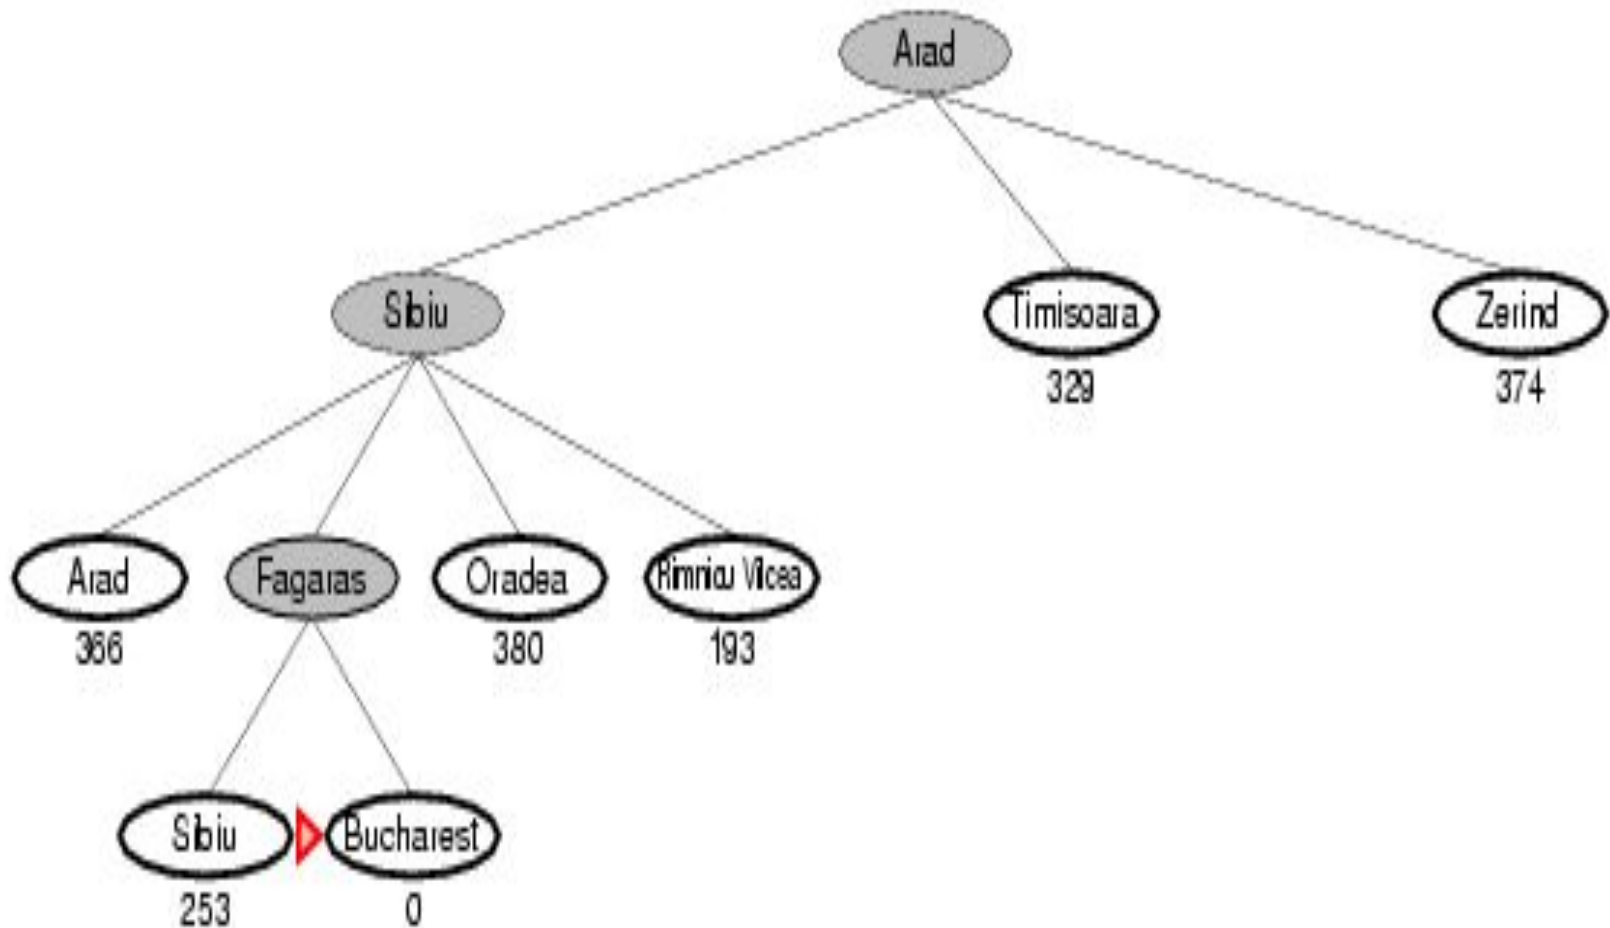 Arad
Sibiu
Timisoara
Zerind
329
374
Arad
Fagaras
Oradea
Rimnicu Vilcea
366
380
193
Sibiu
Bucharest
253
0